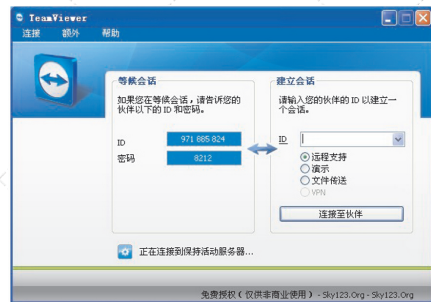 TeamViewer
连接 额外 帮助
等候会话
如果您在等候会话，请告诉您的
伙伴以下的 ID 和密码。
ID 971 885 824
密码 8212
建立会话
请输入您的伙伴的 ID 以建立一
个会话。
ID
远程支持
演示
文件传送
VPN
连接至伙伴
正在连接到保持活动服务器...
免费授权（仅供非商业使用） - Sky123.Org - Sky123.Org